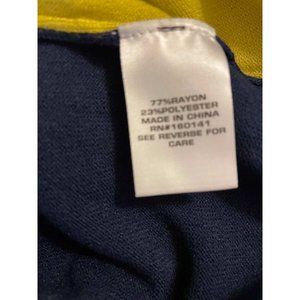 77%RAYON
23%POLYESTER
MADE IN CHINA
RN#160141
SEE REVERSE FOR
CARE